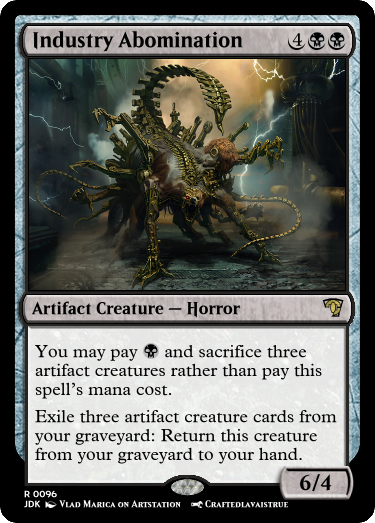 Industry Abomination 4
Artifact Creature — Horror
You may pay and sacrifice three
artifact creatures rather than pay this
spell's mana cost.
Exile three artifact creature cards from
your graveyard: Return this creature
from your graveyard to your hand.
6/4
R 0096
JDK Vlad Marica on Artstation Craftedlavaistrue